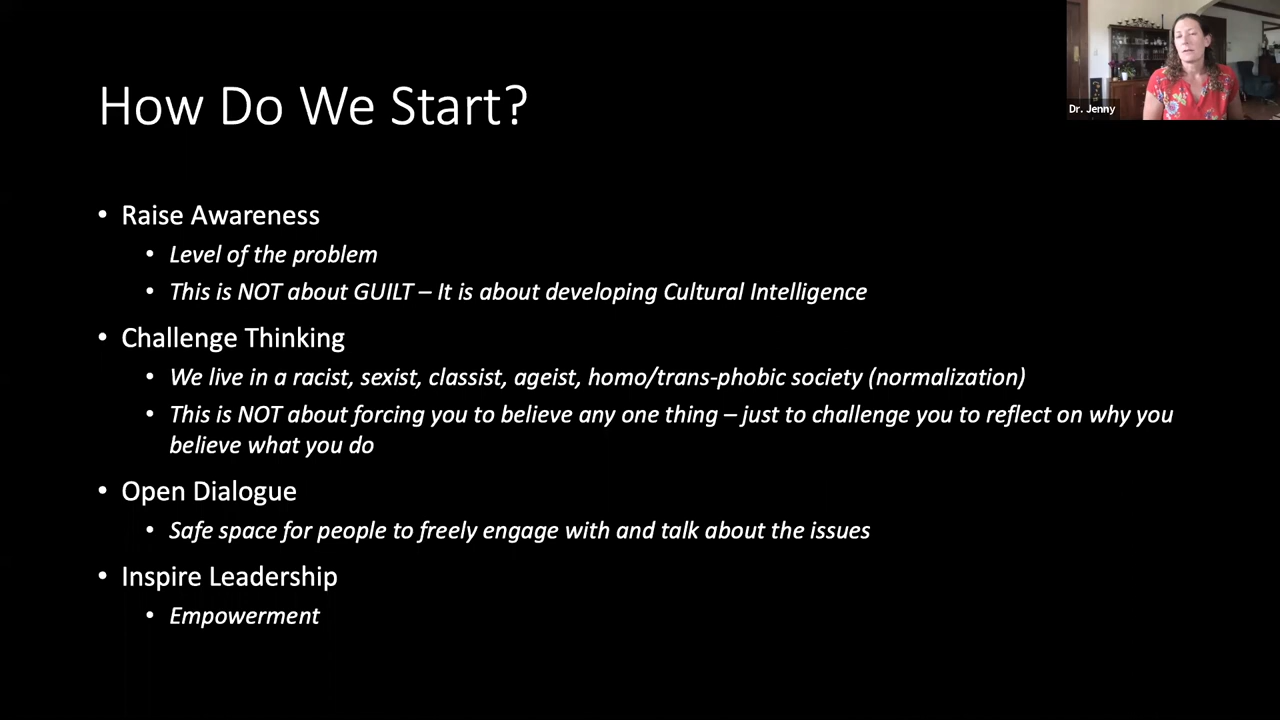 How Do We Start?
Dr. Jenny
• Raise Awareness
• Level of the problem
• This is NOT about GUILT – It is about developing Cultural Intelligence
• Challenge Thinking
• We live in a racist, sexist, classist, ageist, homo/trans-phobic society (normalization)
• This is NOT about forcing you to believe any one thing – just to challenge you to reflect on why you
believe what you do
• Open Dialogue
• Safe space for people to freely engage with and talk about the issues
• Inspire Leadership
• Empowerment